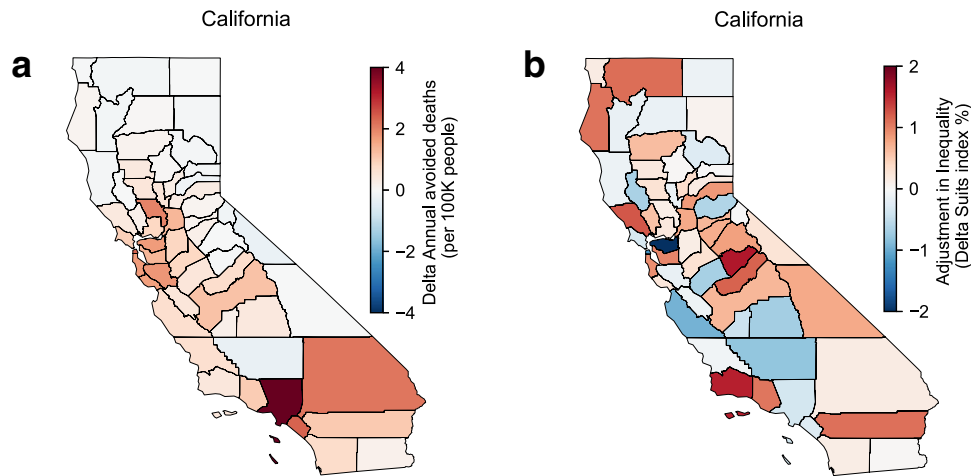 California
California
a
4
2
0
−2
−4
Delta Annual avoided deaths
(per 100K people)
b
2
1
0
−1
−2
Adjustment in Inequality
(Delta Suits index %)